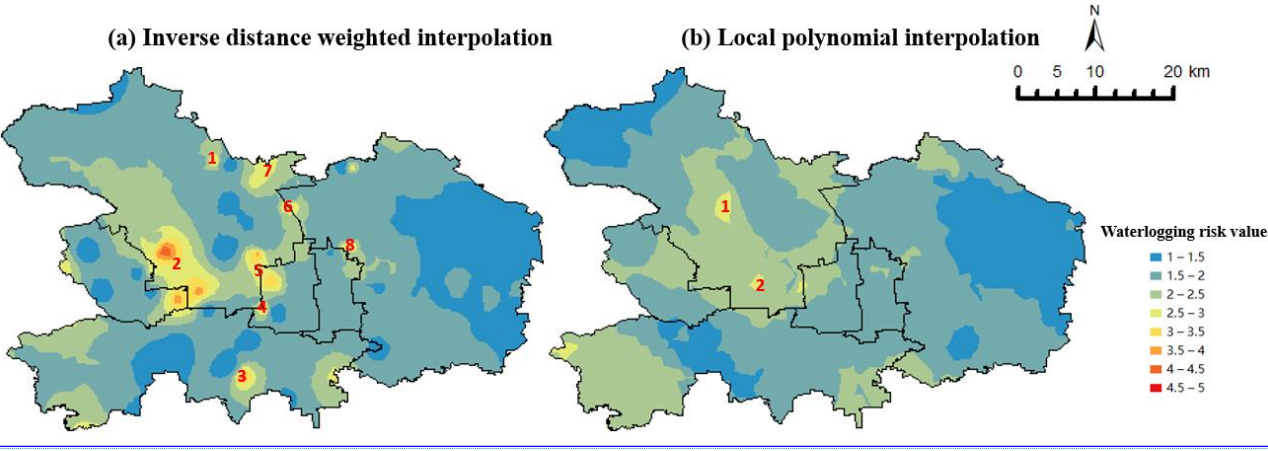 (a) Inverse distance weighted interpolation
(b) Local polynomial interpolation
N
0 5 10 20 km
1
7
6
2
8
5
4
3
1
2
Waterlogging risk value
1 – 1.5
1.5 – 2
2 – 2.5
2.5 – 3
3 – 3.5
3.5 – 4
4 – 4.5
4.5 – 5